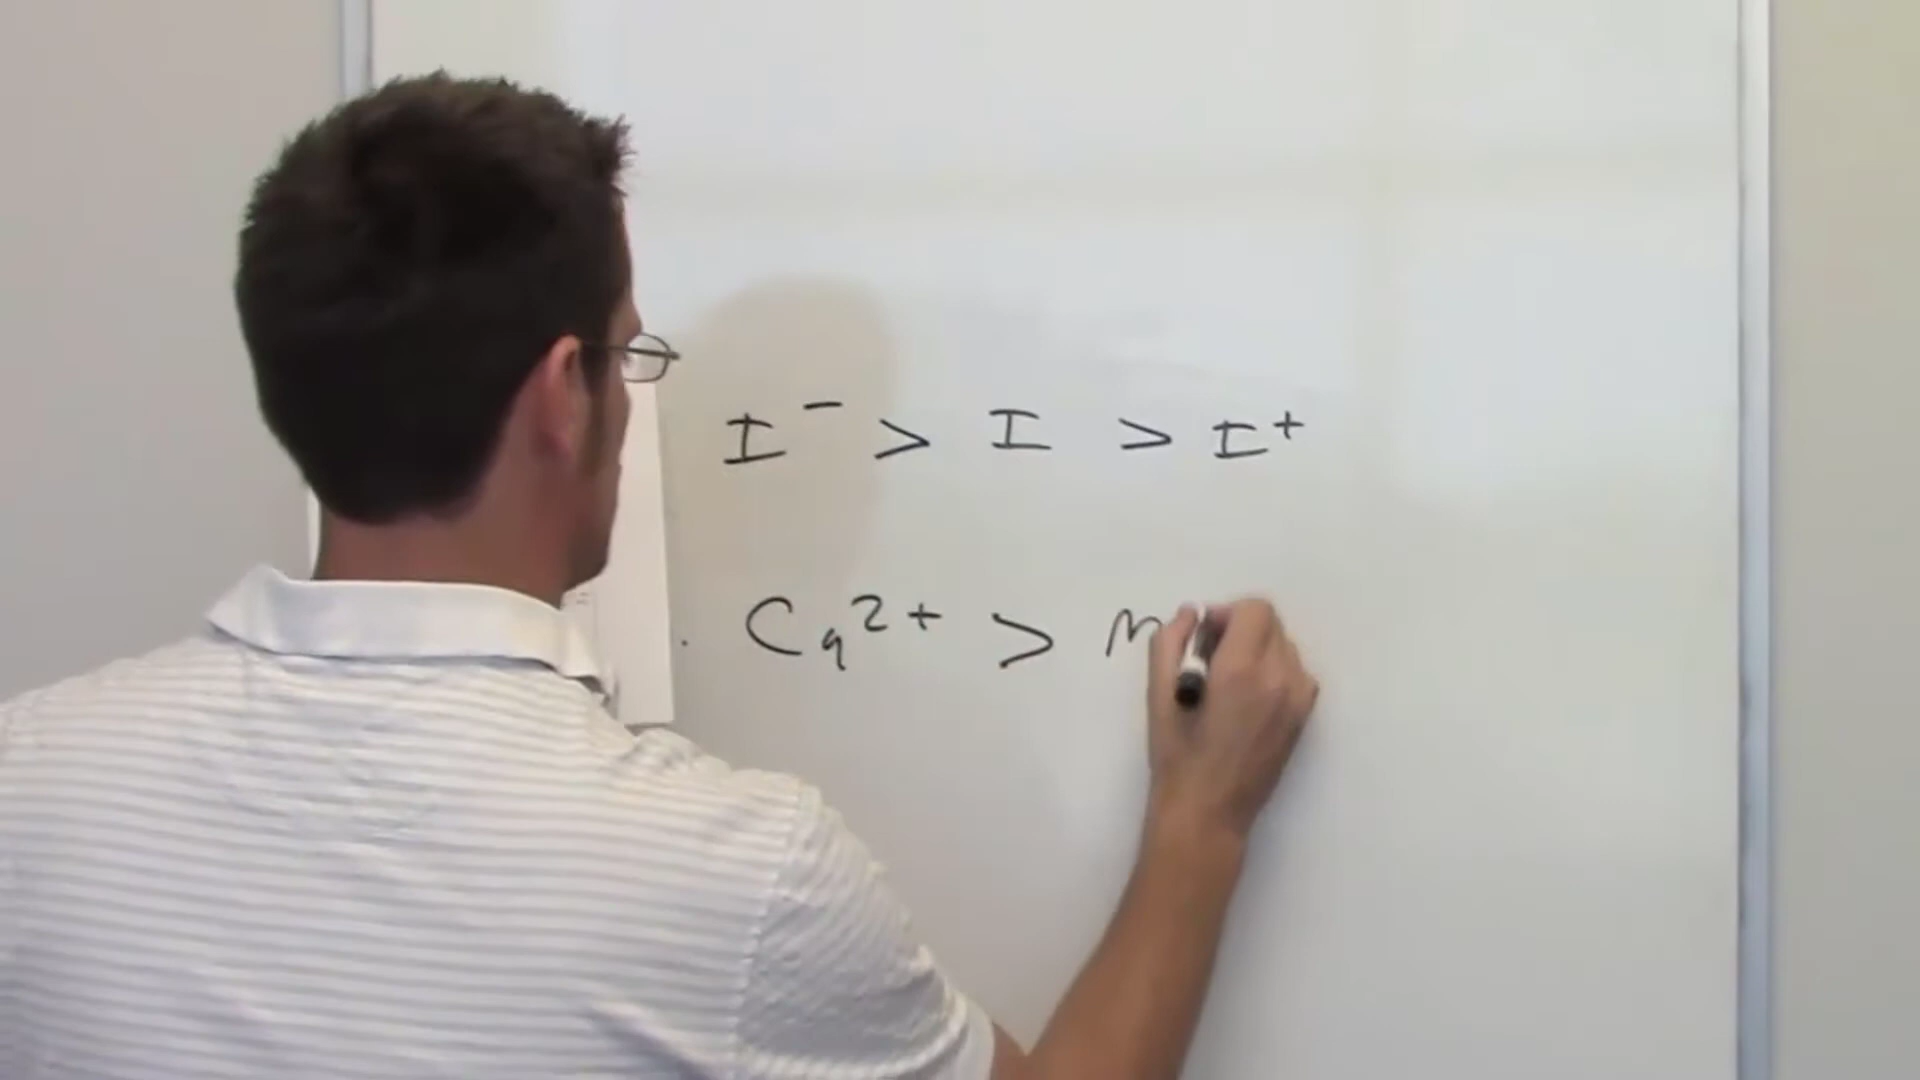 I⁻ > I > I⁺
Ca²⁺ > m